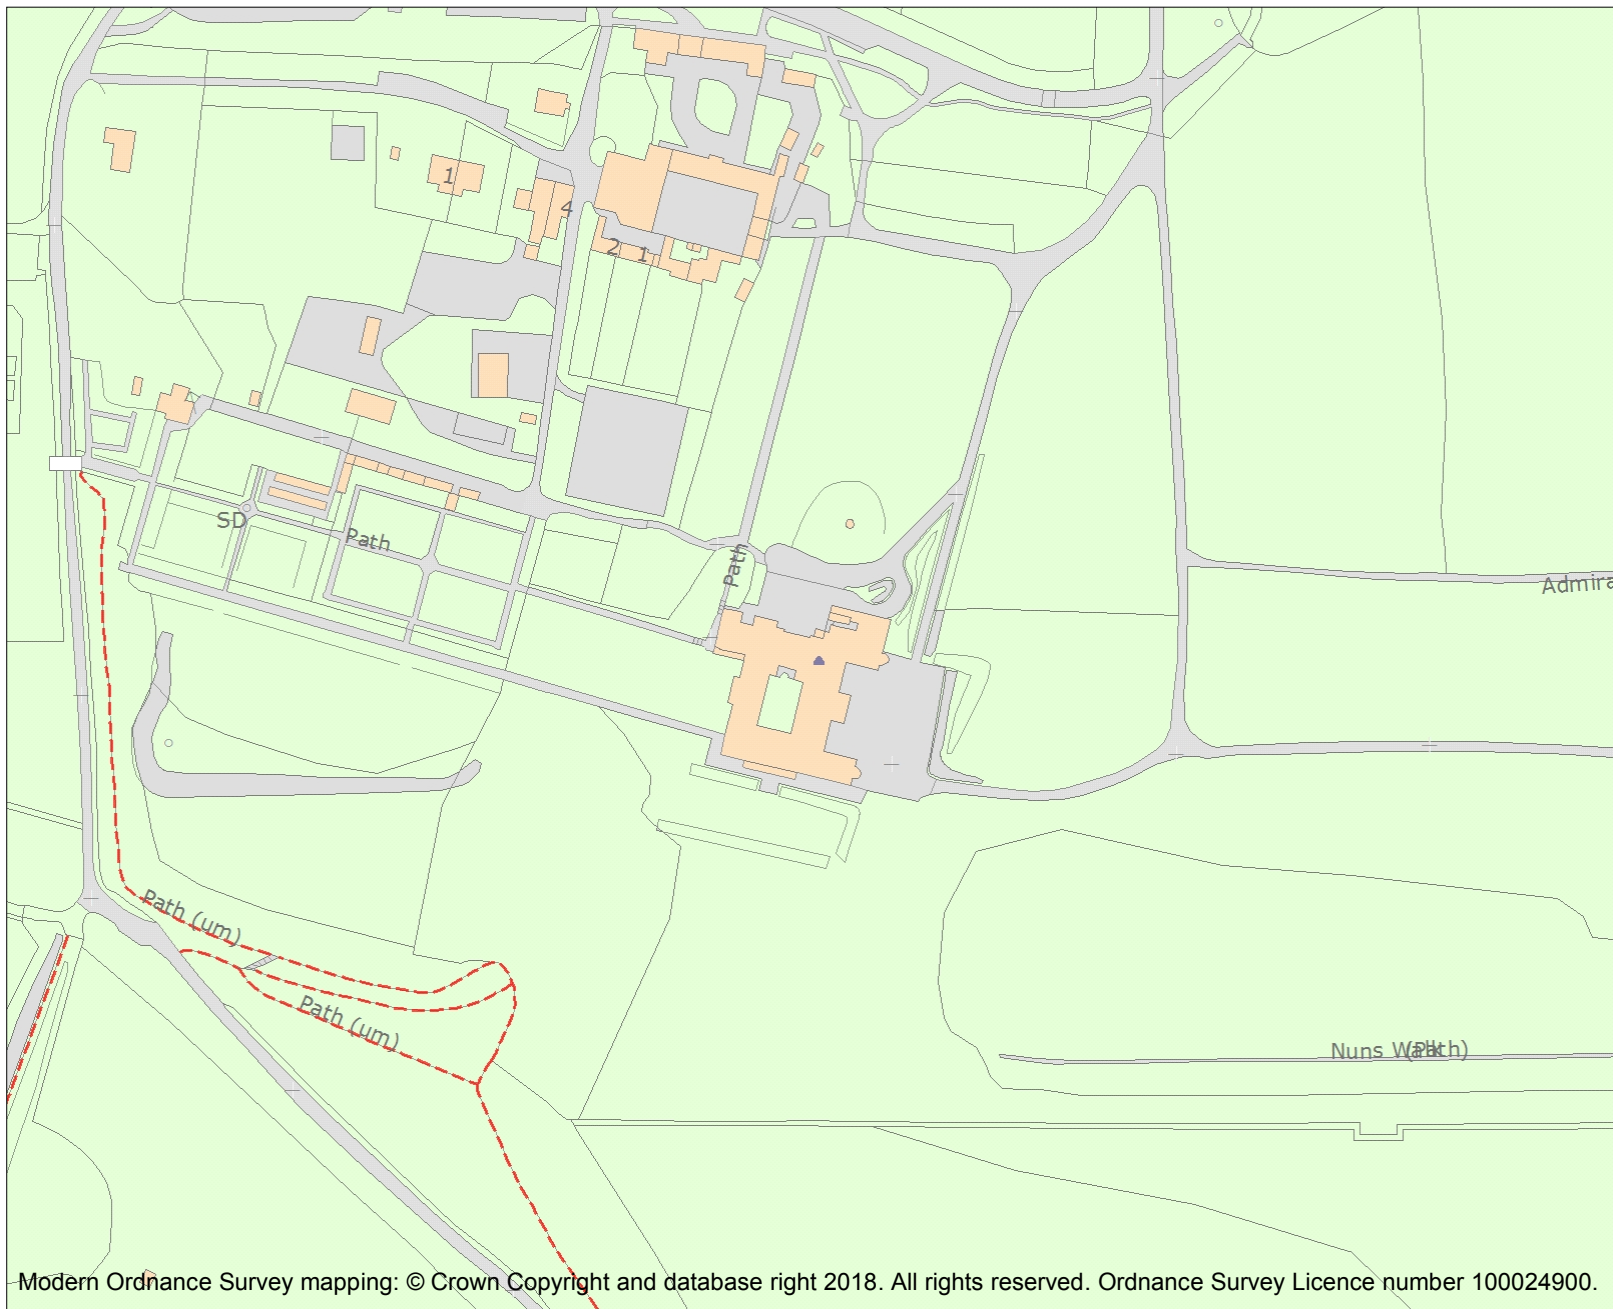 1
4
2 1
SD
Path
Path
Admira
Path (um)
Path (um)
Nuns Walk
(Path)
Modern Ordnance Survey mapping: © Crown Copyright and database right 2018. All rights reserved. Ordnance Survey Licence number 100024900.